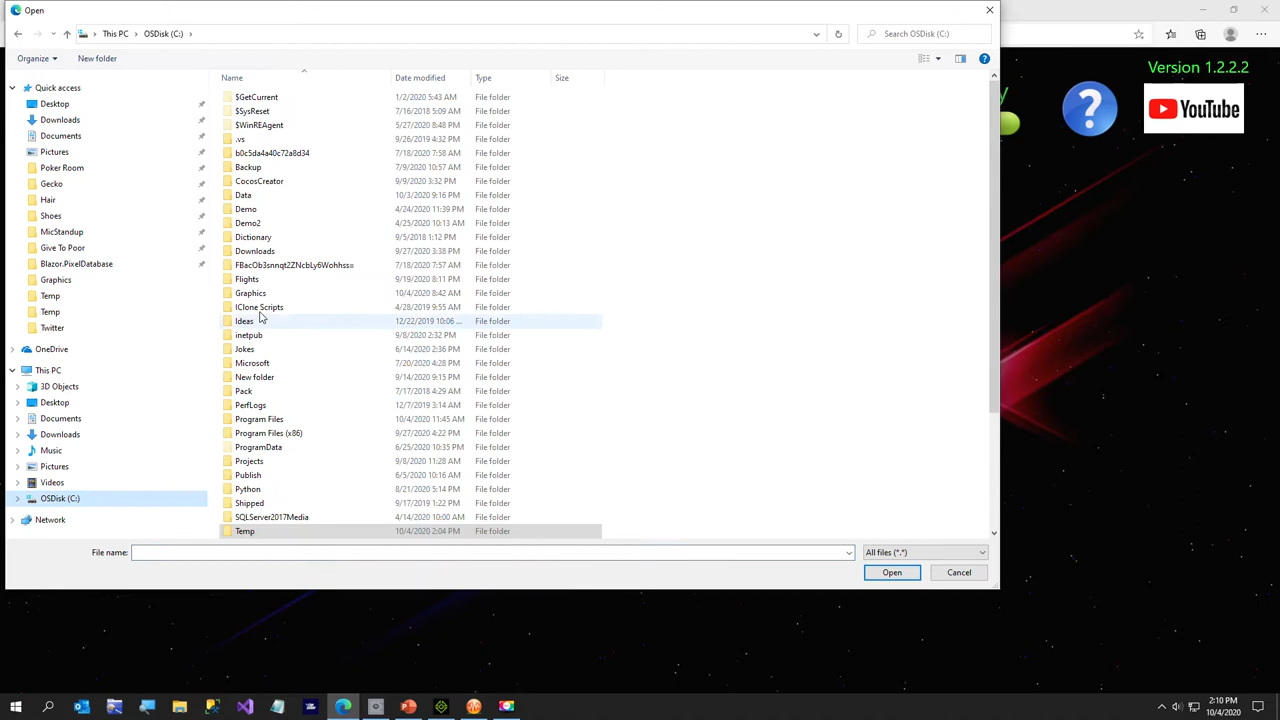 Open
This PC
OSDisk (C:)
Search OSDisk (C:)
Organize
New folder
Version 1.2.2.2
YouTube
y
Name
Date modified
Type
Size
Quick access
Desktop
Downloads
Documents
Pictures
Poker Room
Gecko
Hair
Shoes
MicStandup
Give To Poor
Blazor.PixelDatabase
Graphics
Temp
Temp
Twitter
OneDrive
This PC
3D Objects
Desktop
Documents
Downloads
Music
Pictures
Videos
OSDisk (C:)
Network
$GetCurrent 1/2/2020 5:43 AM File folder
$SysReset 7/16/2018 5:09 AM File folder
$WinREAgent 5/27/2020 8:48 PM File folder
.vs 9/26/2019 4:32 PM File folder
b0c5da4a40c72a8d34 7/18/2020 7:58 AM File folder
Backup 7/9/2020 10:57 AM File folder
CocosCreator 9/9/2020 3:32 PM File folder
Data 10/3/2020 9:16 PM File folder
Demo 4/24/2020 11:39 PM File folder
Demo2 4/25/2020 10:13 AM File folder
Dictionary 9/5/2018 1:12 PM File folder
Downloads 9/27/2020 3:38 PM File folder
FBacOb3snnqt2ZNcbLy6Wohhss= 7/18/2020 7:57 AM File folder
Flights 9/19/2020 8:11 PM File folder
Graphics 10/4/2020 8:42 AM File folder
IClone Scripts 4/28/2019 9:55 AM File folder
Ideas 12/22/2019 10:06 ... File folder
inetpub 9/8/2020 2:32 PM File folder
Jokes 6/14/2020 2:36 PM File folder
Microsoft 7/20/2020 4:28 PM File folder
New folder 9/14/2020 9:15 PM File folder
Pack 7/17/2018 4:29 AM File folder
PerfLogs 12/7/2019 3:14 AM File folder
Program Files 10/4/2020 11:45 AM File folder
Program Files (x86) 9/27/2020 4:22 PM File folder
ProgramData 6/25/2020 10:35 PM File folder
Projects 9/8/2020 11:28 AM File folder
Publish 6/5/2020 10:16 AM File folder
Python 8/21/2020 5:14 PM File folder
Shipped 9/17/2019 1:22 PM File folder
SQLServer2017Media 4/14/2020 10:00 AM File folder
Temp 10/4/2020 2:04 PM File folder
File name:
All files (*.*)
Open
Cancel
2:10 PM
10/4/2020